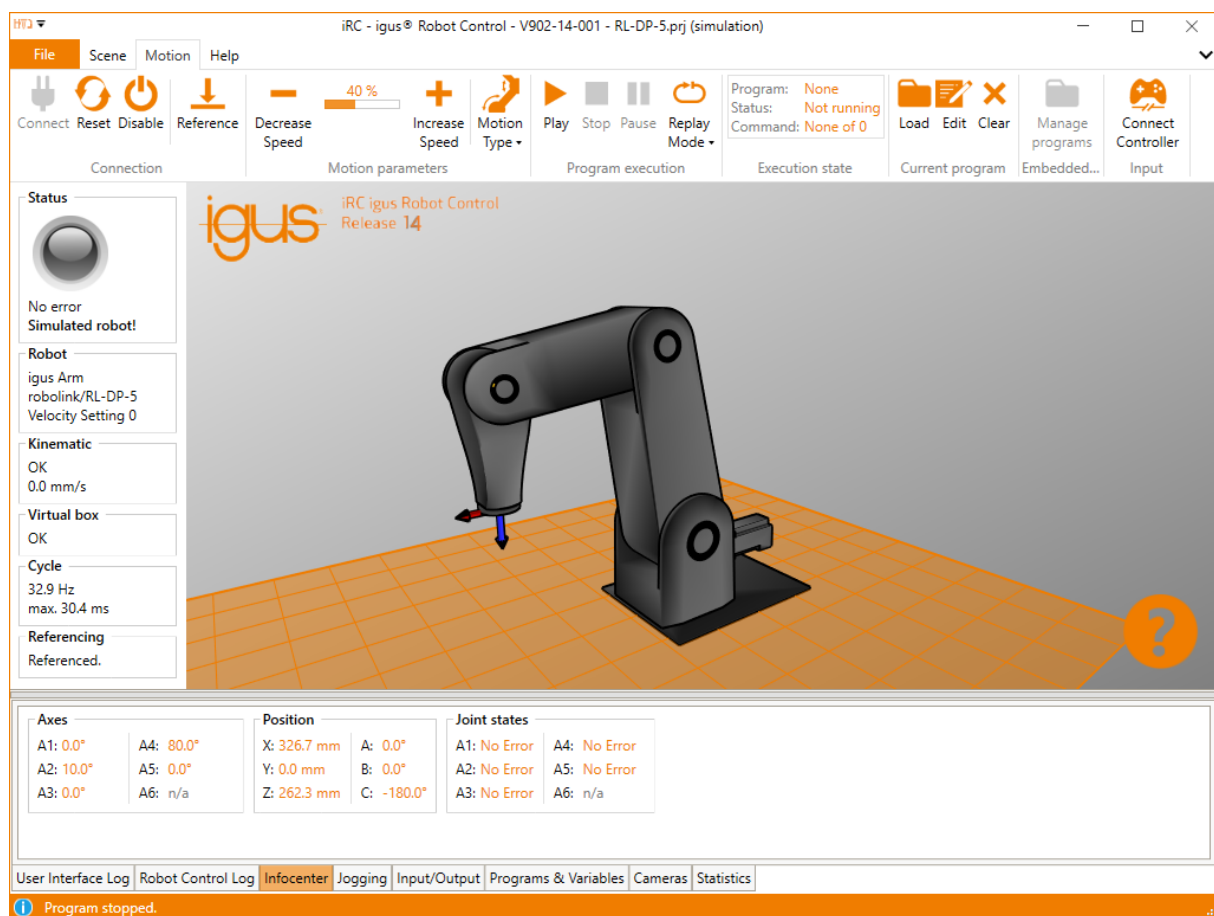 iRC - igus® Robot Control - V902-14-001 - RL-DP-5.prj (simulation)
File Scene Motion Help
Connect Reset Disable Reference
Decrease Speed
40 %
Increase Speed
Motion Type
Play Stop Pause
Replay Mode
Program: None
Status: Not running
Command: None of 0
Load Edit Clear
Manage programs
Connect Controller
Connection
Motion parameters
Program execution
Execution state
Current program
Embedded...
Input
Status
No error
Simulated robot!
Robot
igus Arm
robolink/RL-DP-5
Velocity Setting 0
Kinematic
OK
0.0 mm/s
Virtual box
OK
Cycle
32.9 Hz
max. 30.4 ms
Referencing
Referenced.
igus
iRC igus Robot Control
Release 14
?
Axes
A1: 0.0° A4: 80.0°
A2: 10.0° A5: 0.0°
A3: 0.0° A6: n/a
Position
X: 326.7 mm A: 0.0°
Y: 0.0 mm B: 0.0°
Z: 262.3 mm C: -180.0°
Joint states
A1: No Error A4: No Error
A2: No Error A5: No Error
A3: No Error A6: n/a
User Interface Log Robot Control Log Infocenter Jogging Input/Output Programs & Variables Cameras Statistics
Program stopped.